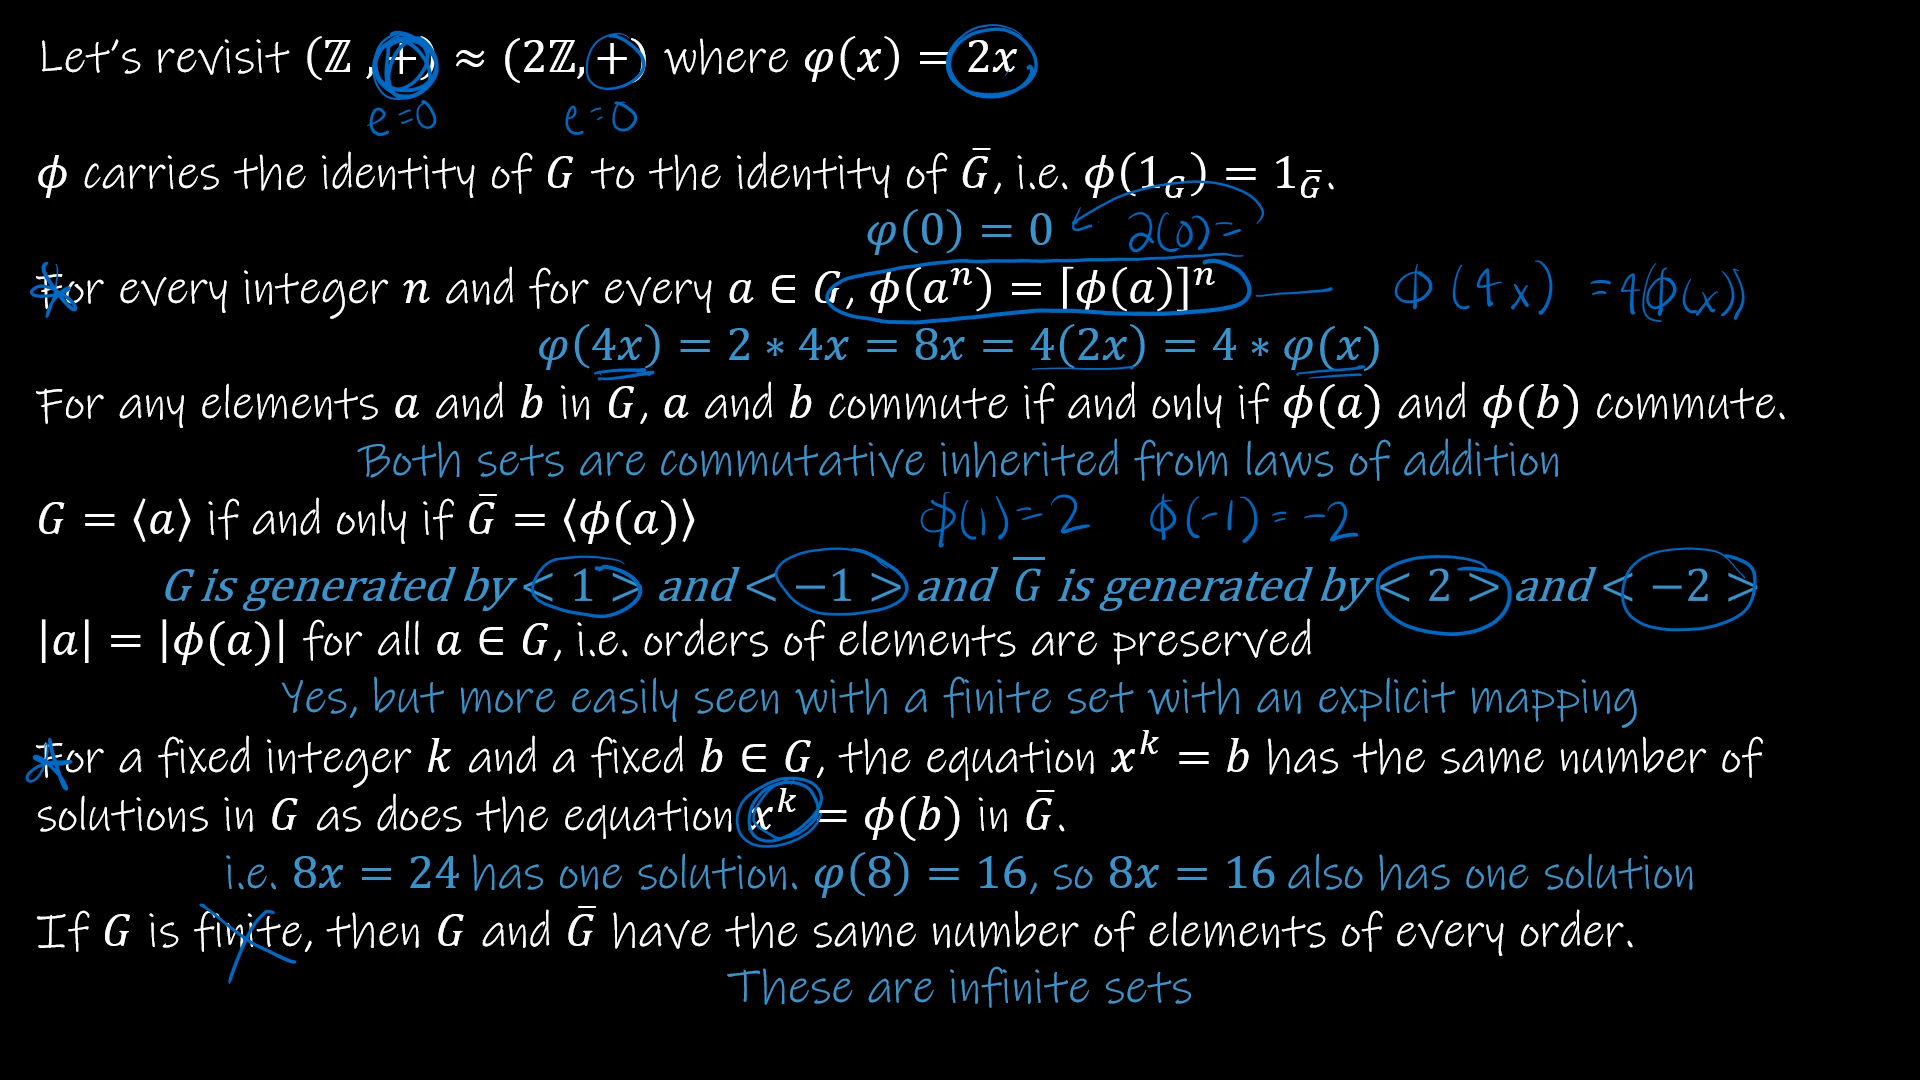 Let's revisit (ℤ ,+) ≈ (2ℤ,+) where φ(x) = 2x.
e=0 e=0
ϕ carries the identity of G to the identity of Ḡ, i.e. ϕ(1_G) = 1_Ḡ.
φ(0) = 0 2(0)=
For every integer n and for every a ∈ G, ϕ(aⁿ) = [ϕ(a)]ⁿ ϕ(4x) =4(ϕ(x))
φ(4x) = 2 ∗ 4x = 8x = 4(2x) = 4 ∗ φ(x)
For any elements a and b in G, a and b commute if and only if ϕ(a) and ϕ(b) commute.
Both sets are commutative inherited from laws of addition
G = ⟨a⟩ if and only if Ḡ = ⟨ϕ(a)⟩ ϕ(1)=2 ϕ(-1)=-2
G is generated by < 1 > and < −1 > and Ḡ is generated by < 2 > and < −2 >
|a| = |ϕ(a)| for all a ∈ G, i.e. orders of elements are preserved
Yes, but more easily seen with a finite set with an explicit mapping
For a fixed integer k and a fixed b ∈ G, the equation xᵏ = b has the same number of
solutions in G as does the equation xᵏ = ϕ(b) in Ḡ.
i.e. 8x = 24 has one solution. φ(8) = 16, so 8x = 16 also has one solution
If G is finite, then G and Ḡ have the same number of elements of every order.
These are infinite sets